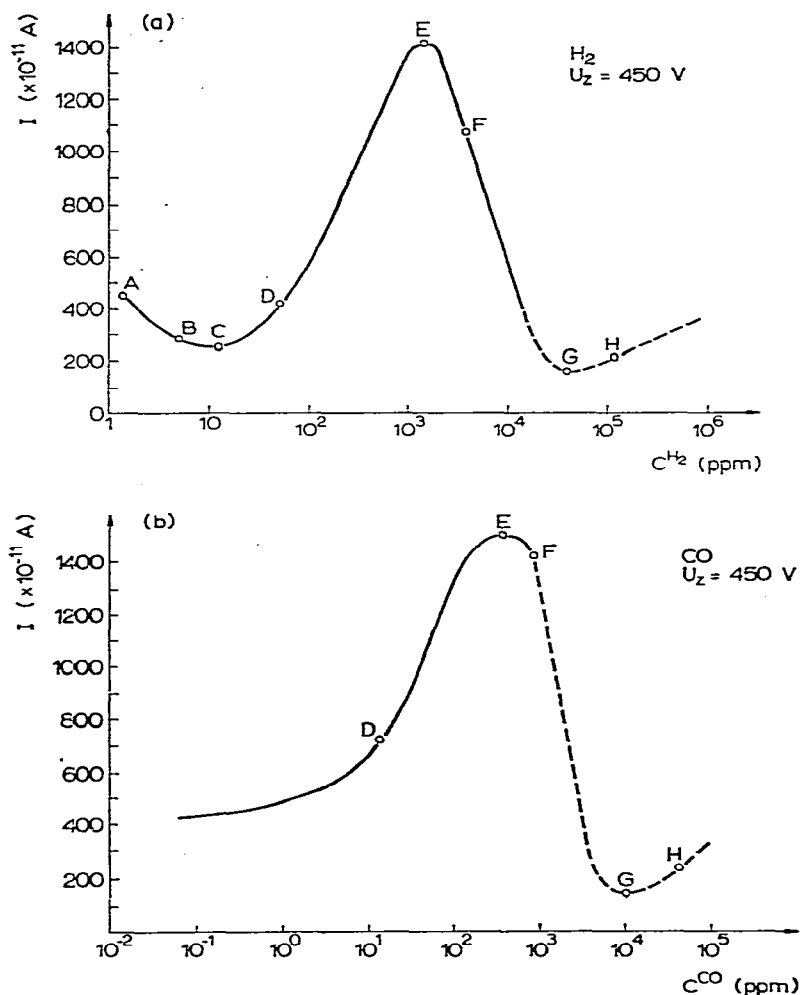 (a)
I (x10⁻¹¹ A)
H₂
U_z = 450 V
1400
1200
1000
800
600
400
200
0
A
B
C
D
E
F
G
H
1 10 10² 10³ 10⁴ 10⁵ 10⁶
C^H₂ (ppm)
(b)
I (x10⁻¹¹ A)
CO
U_z = 450 V
1400
1200
1000
800
600
400
200
D
E
F
G
H
10⁻² 10⁻¹ 10⁰ 10¹ 10² 10³ 10⁴ 10⁵
C^CO (ppm)